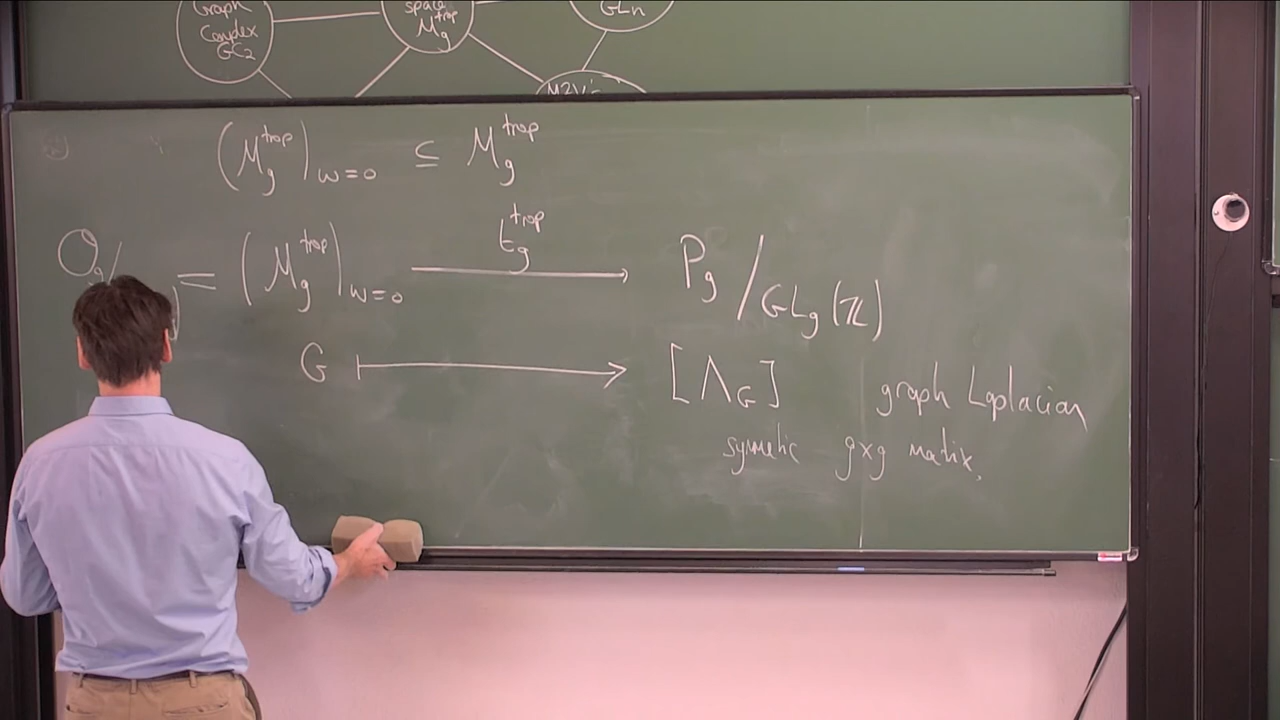 Graph
Complex
GC₂
space
M_g^trop
GLn
(M_g^trop)_{w=0} ⊆ M_g^trop
O_g/ = (M_g^trop)_{w=0} ⟶ P_g / GL_g(ℤ)
t_g^trop
G ⟼ [Λ_G] graph Laplacian
symmetric g×g matrix.